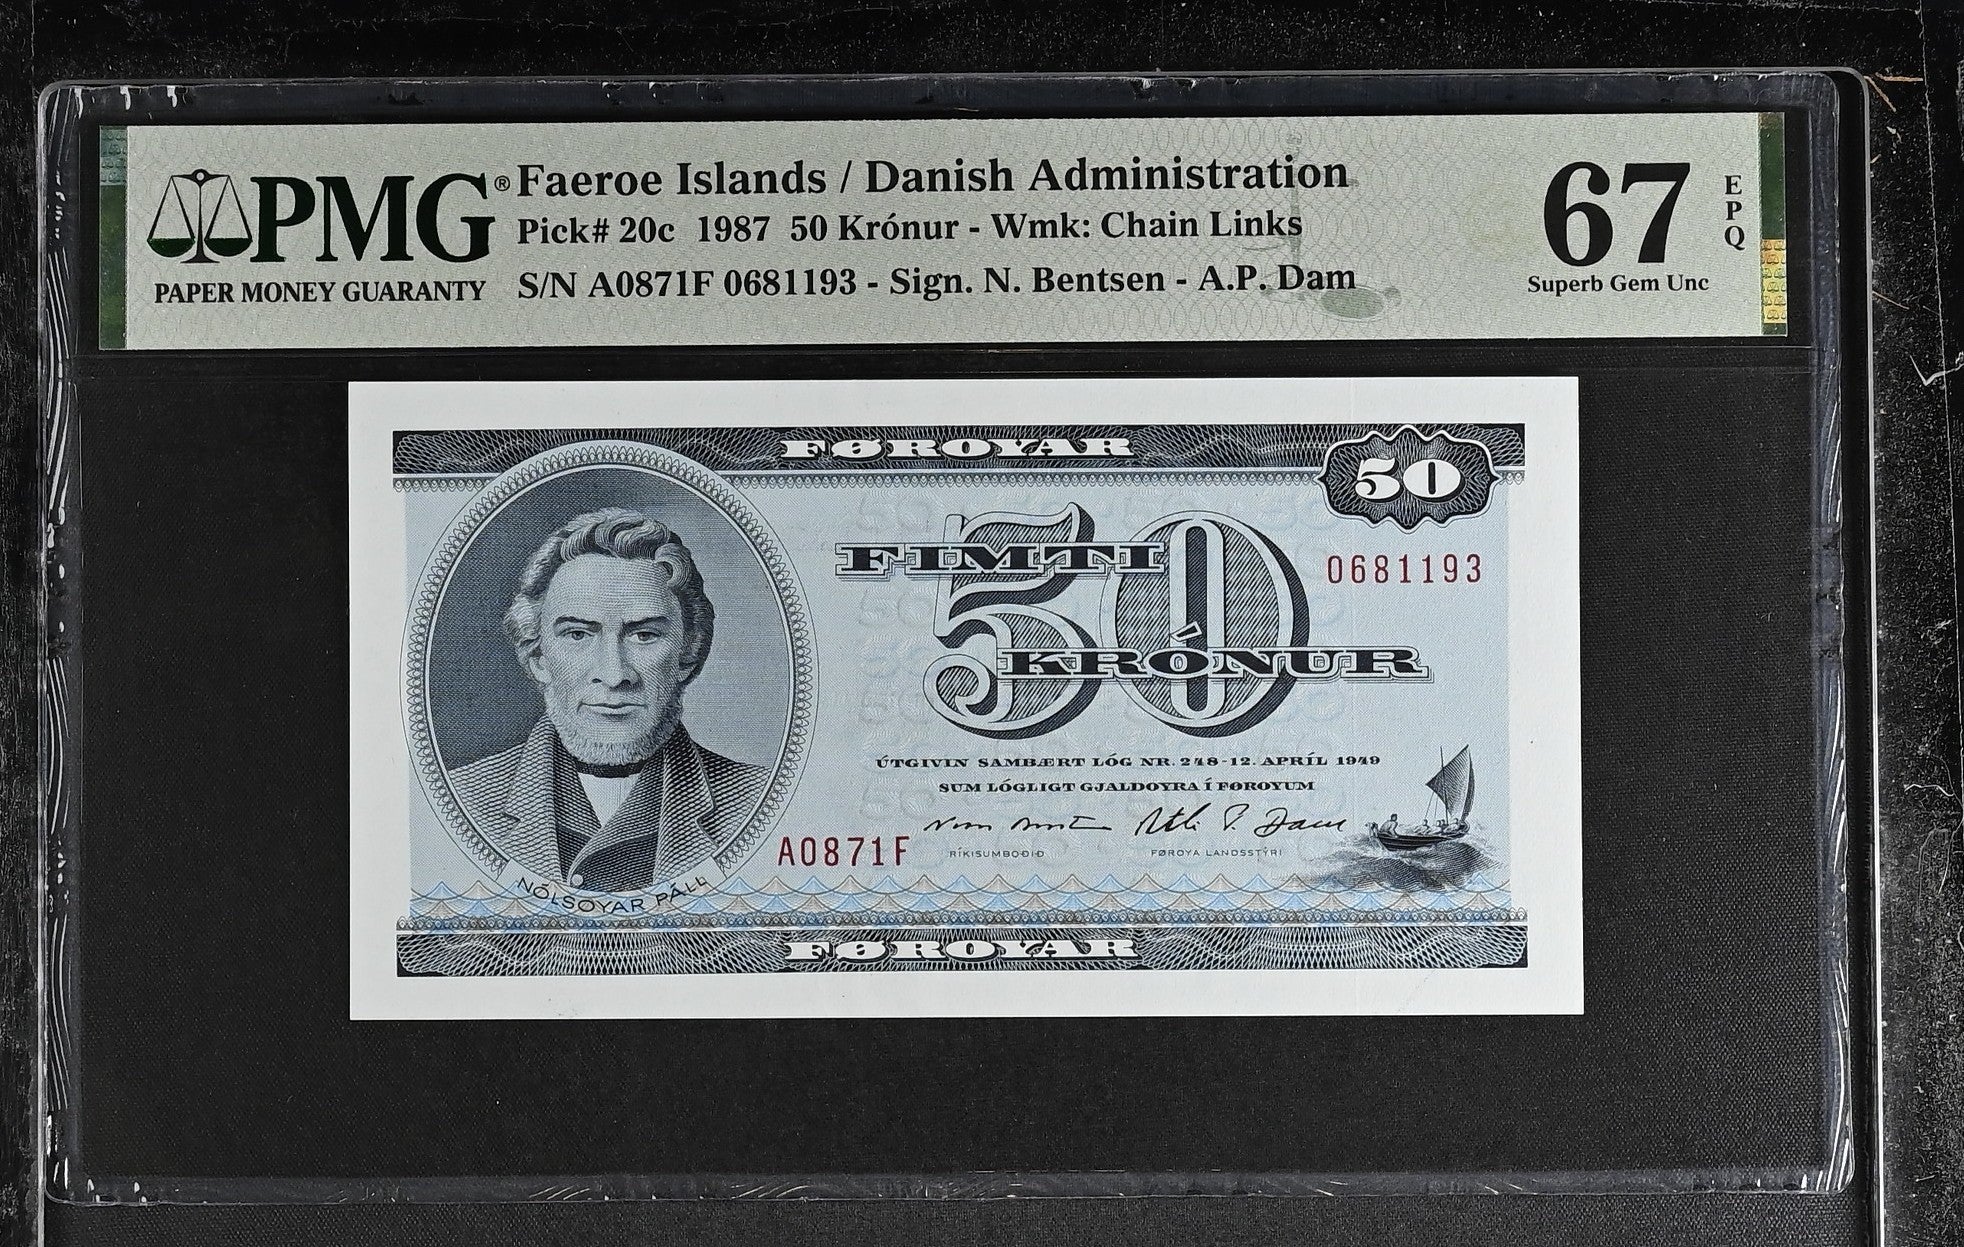 PMG®
PAPER MONEY GUARANTY
Faeroe Islands / Danish Administration
Pick# 20c 1987 50 Krónur - Wmk: Chain Links
S/N A0871F 0681193 - Sign. N. Bentsen - A.P. Dam
67
EPQ
Superb Gem Unc
FØROYAR
50
50
FIMTI
0681193
KRÓNUR
ÚTGIVIN SAMBÆRT LÓG NR. 248-12. APRÍL 1949
SUM LÓGLIGT GJALDOYRA Í FØROYUM
A0871F
RÍKISUMBOÐIÐ
FØROYA LANDSSTÝRI
NÓLSOYAR PÁLL
FØROYAR